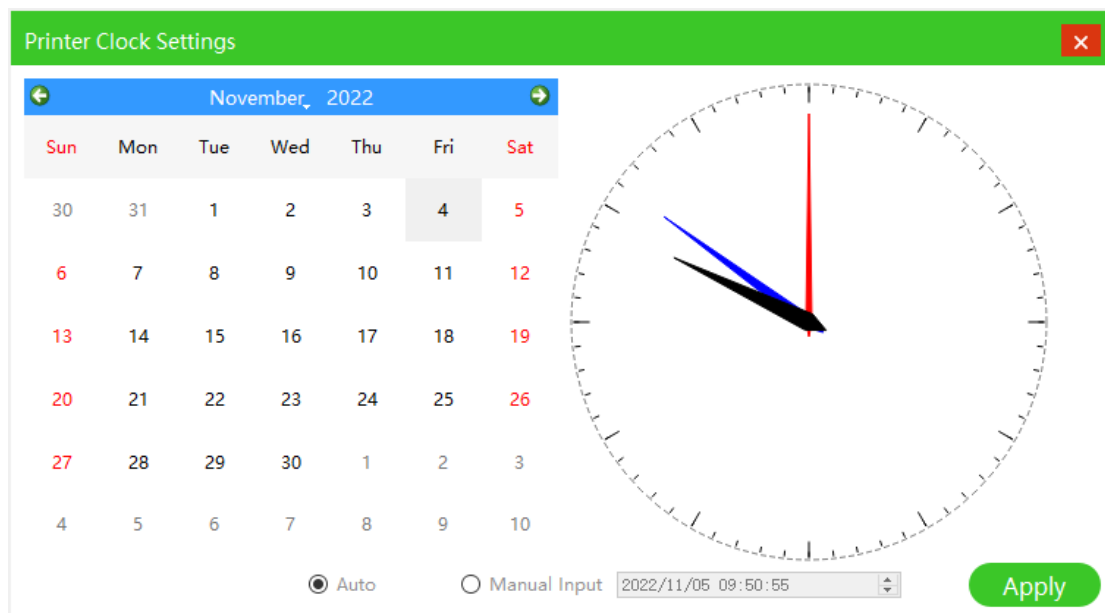 Printer Clock Settings
November 2022
Sun Mon Tue Wed Thu Fri Sat
30 31 1 2 3 4 5
6 7 8 9 10 11 12
13 14 15 16 17 18 19
20 21 22 23 24 25 26
27 28 29 30 1 2 3
4 5 6 7 8 9 10
Auto Manual Input 2022/11/05 09:50:55 Apply